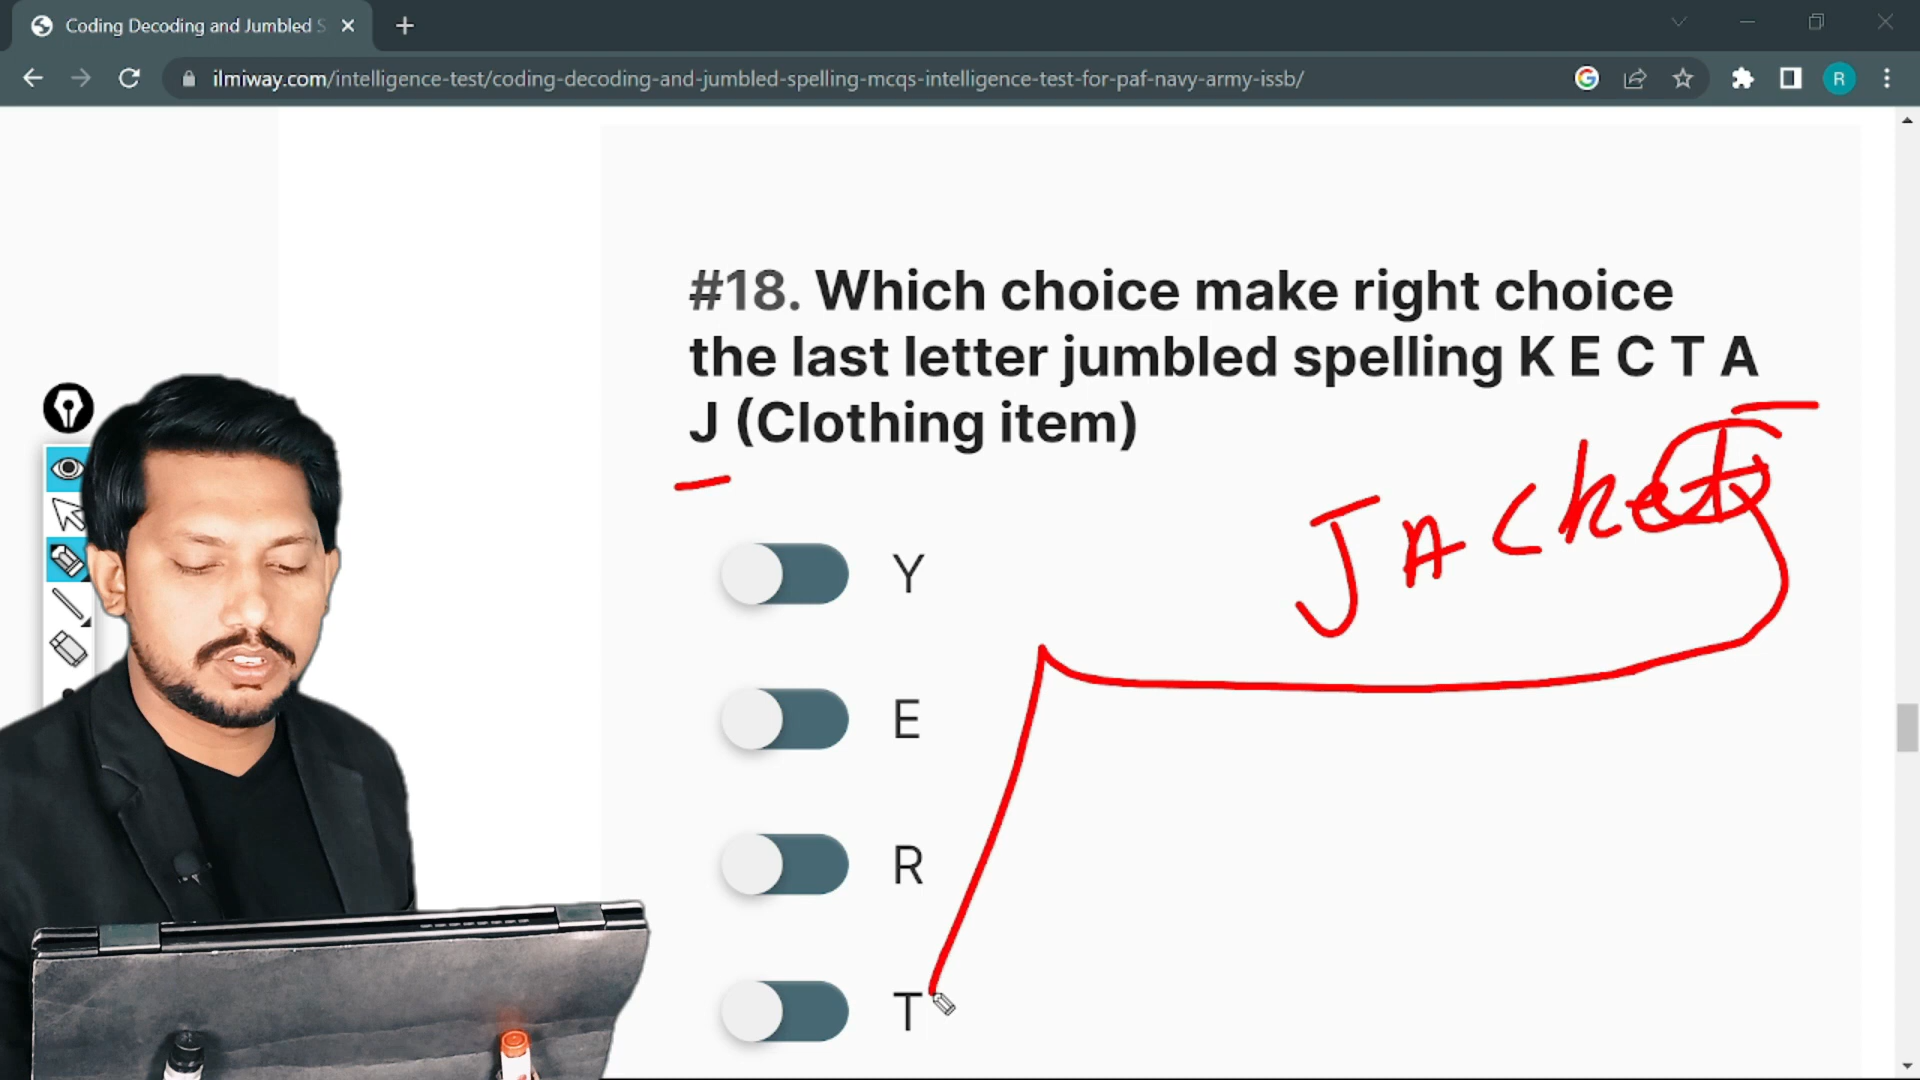 Coding Decoding and Jumbled S
ilmiway.com/intelligence-test/coding-decoding-and-jumbled-spelling-mcqs-intelligence-test-for-paf-navy-army-issb/
R
#18. Which choice make right choice
the last letter jumbled spelling K E C T A
J (Clothing item)
JAcket
Y
E
R
T